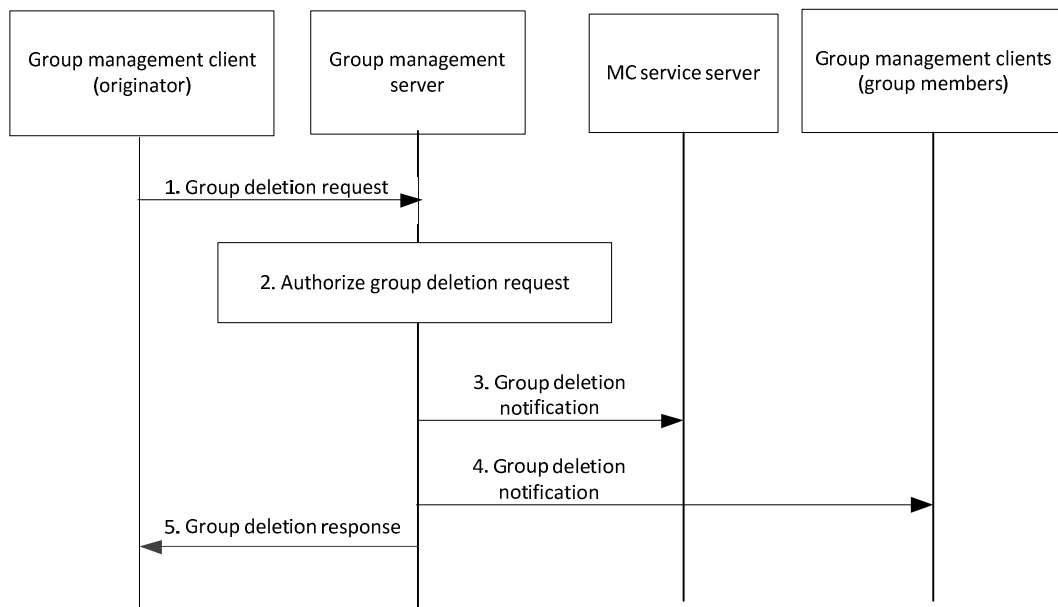 Group management client
(originator)
Group management
server
MC service server
Group management clients
(group members)
1. Group deletion request
2. Authorize group deletion request
3. Group deletion
notification
4. Group deletion
notification
5. Group deletion response